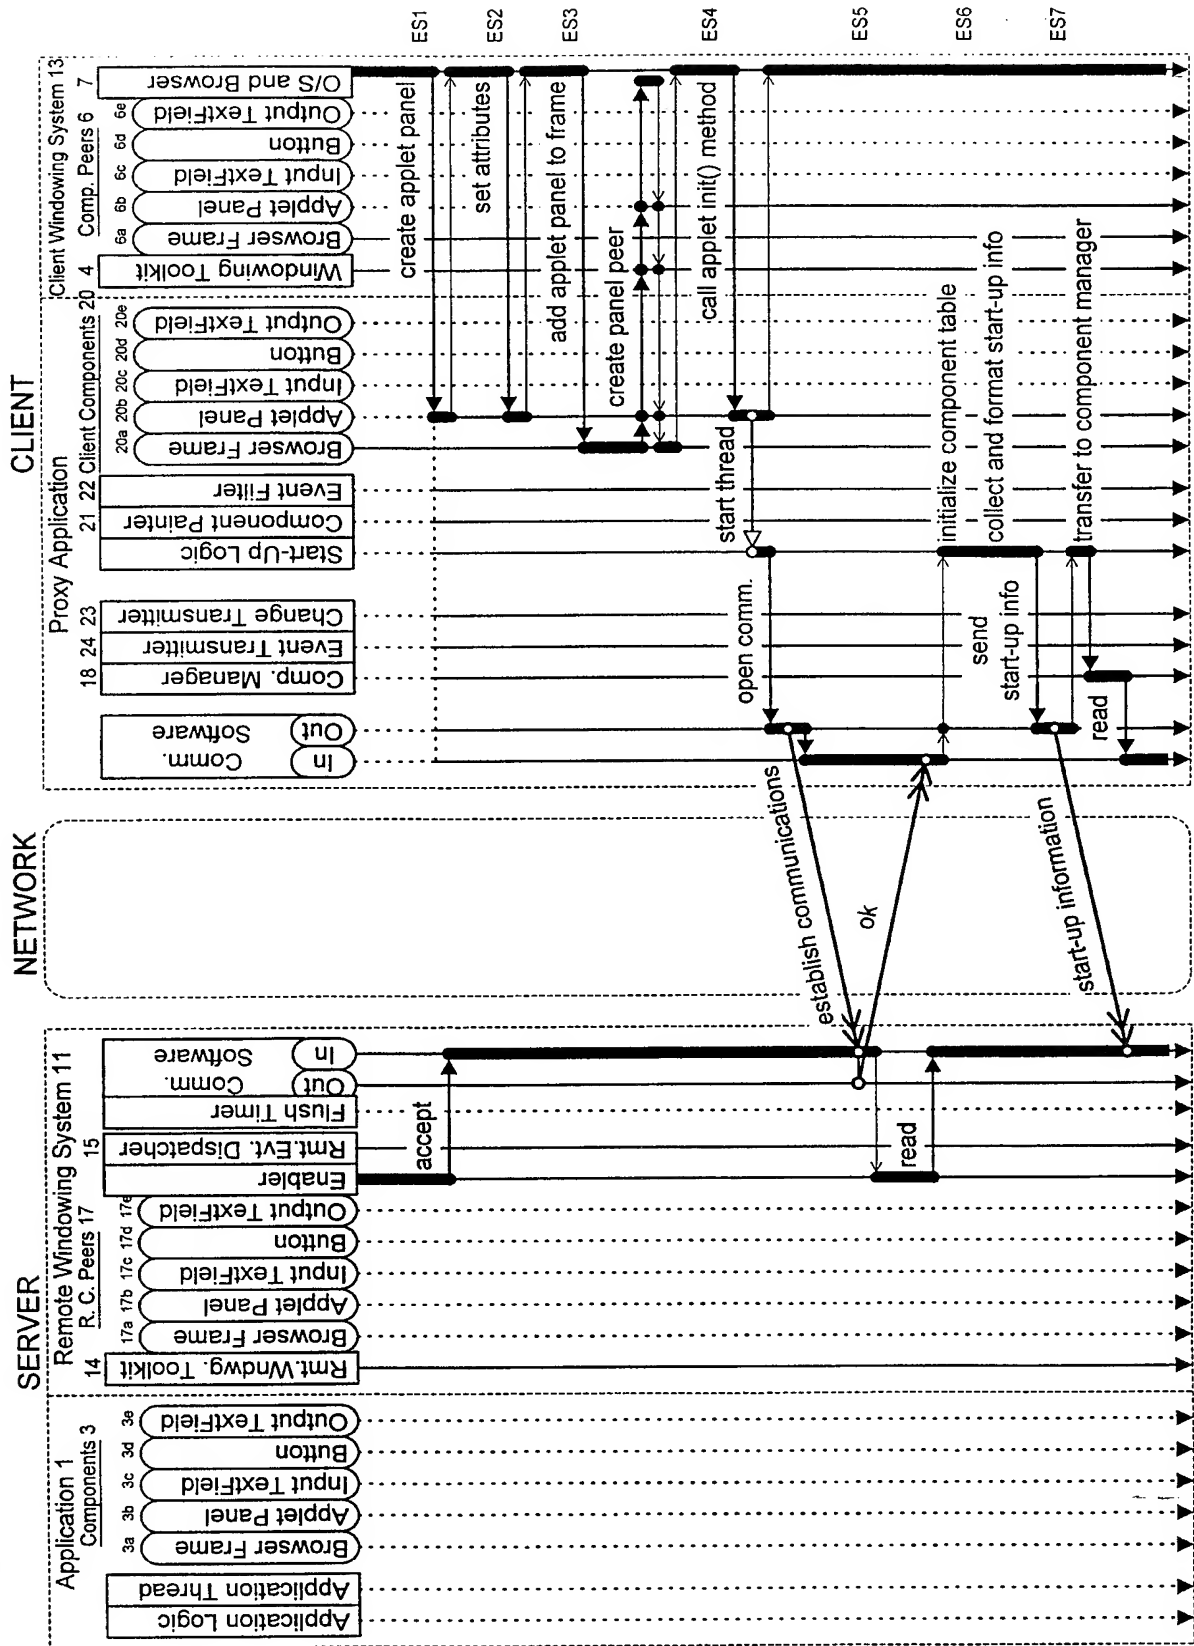 SERVER
NETWORK
CLIENT
Application 1
Components 3
3a
3b
3c
3d
3e
Application Logic
Application Thread
Browser Frame
Applet Panel
Input TextField
Button
Output TextField
Remote Windowing System 11
R. C. Peers 17
14
17a
17b
17c
17d
17e
15
Rmt.Wndwg. Toolkit
Browser Frame
Applet Panel
Input TextField
Button
Output TextField
Enabler
Rmt.Evt. Dispatcher
Flush Timer
Comm.
Software
Out
In
Proxy Application
Client Components 20
18
24
23
21
22
20a
20b
20c
20d
20e
Comm.
Software
In
Out
Comp. Manager
Event Transmitter
Change Transmitter
Start-Up Logic
Component Painter
Event Filter
Browser Frame
Applet Panel
Input TextField
Button
Output TextField
Client Windowing System 13
Comp. Peers 6
4
6a
6b
6c
6d
6e
7
Windowing Toolkit
Browser Frame
Applet Panel
Input TextField
Button
Output TextField
O/S and Browser
accept
create applet panel
ES1
set attributes
ES2
add applet panel to frame
ES3
create panel peer
call applet init() method
ES4
start thread
open comm.
establish communications
ok
ES5
read
initialize component table
ES6
collect and format start-up info
send
start-up info
start-up information
transfer to component manager
ES7
read